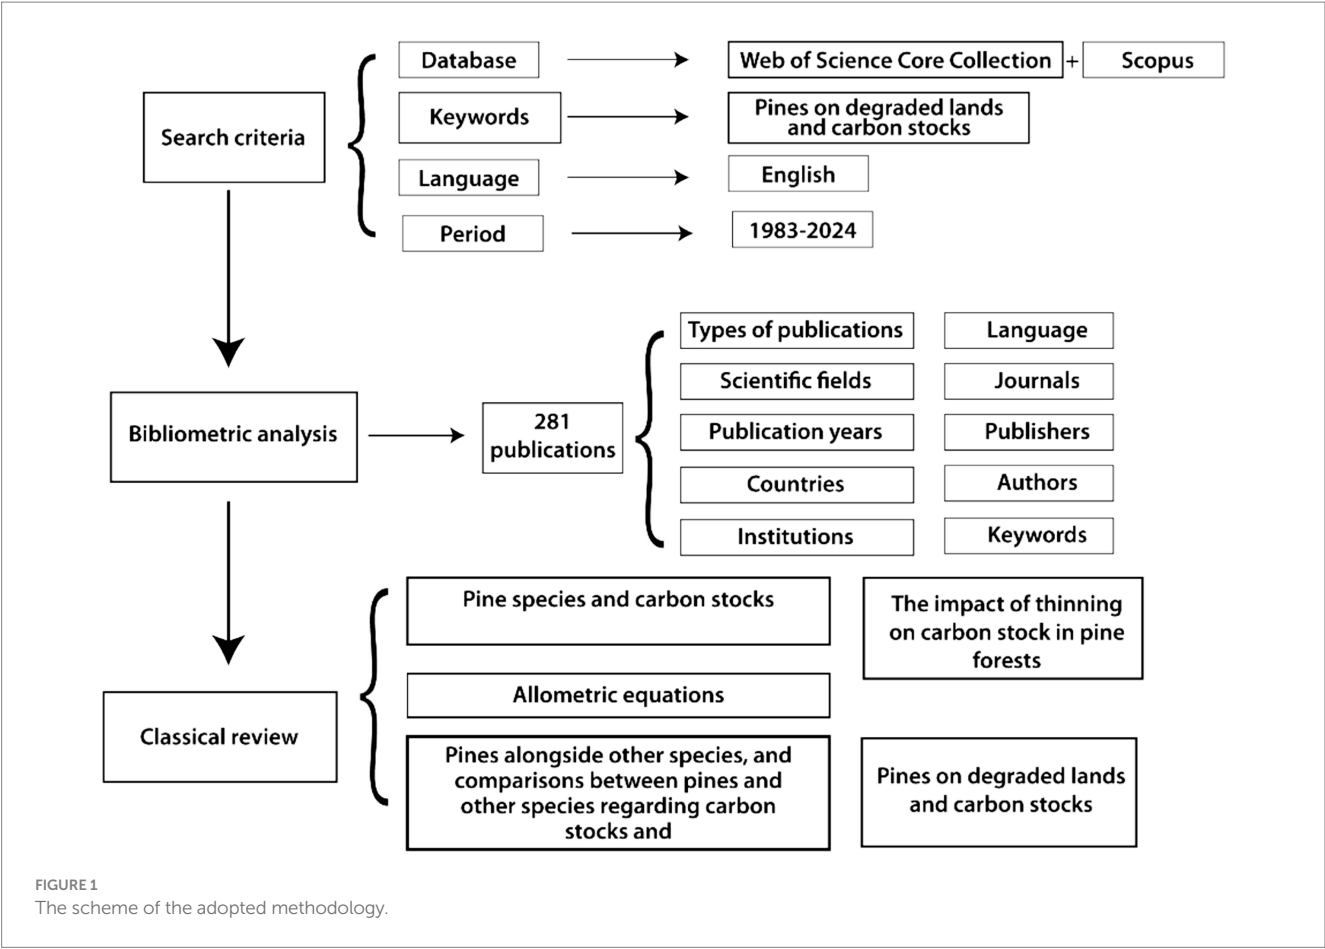 Search criteria
Database
Web of Science Core Collection + Scopus
Keywords
Pines on degraded lands
and carbon stocks
Language
English
Period
1983-2024
Bibliometric analysis
281
publications
Types of publications
Language
Scientific fields
Journals
Publication years
Publishers
Countries
Authors
Institutions
Keywords
Classical review
Pine species and carbon stocks
The impact of thinning
on carbon stock in pine
forests
Allometric equations
Pines alongside other species, and
comparisons between pines and
other species regarding carbon
stocks and
Pines on degraded lands
and carbon stocks
FIGURE 1
The scheme of the adopted methodology.